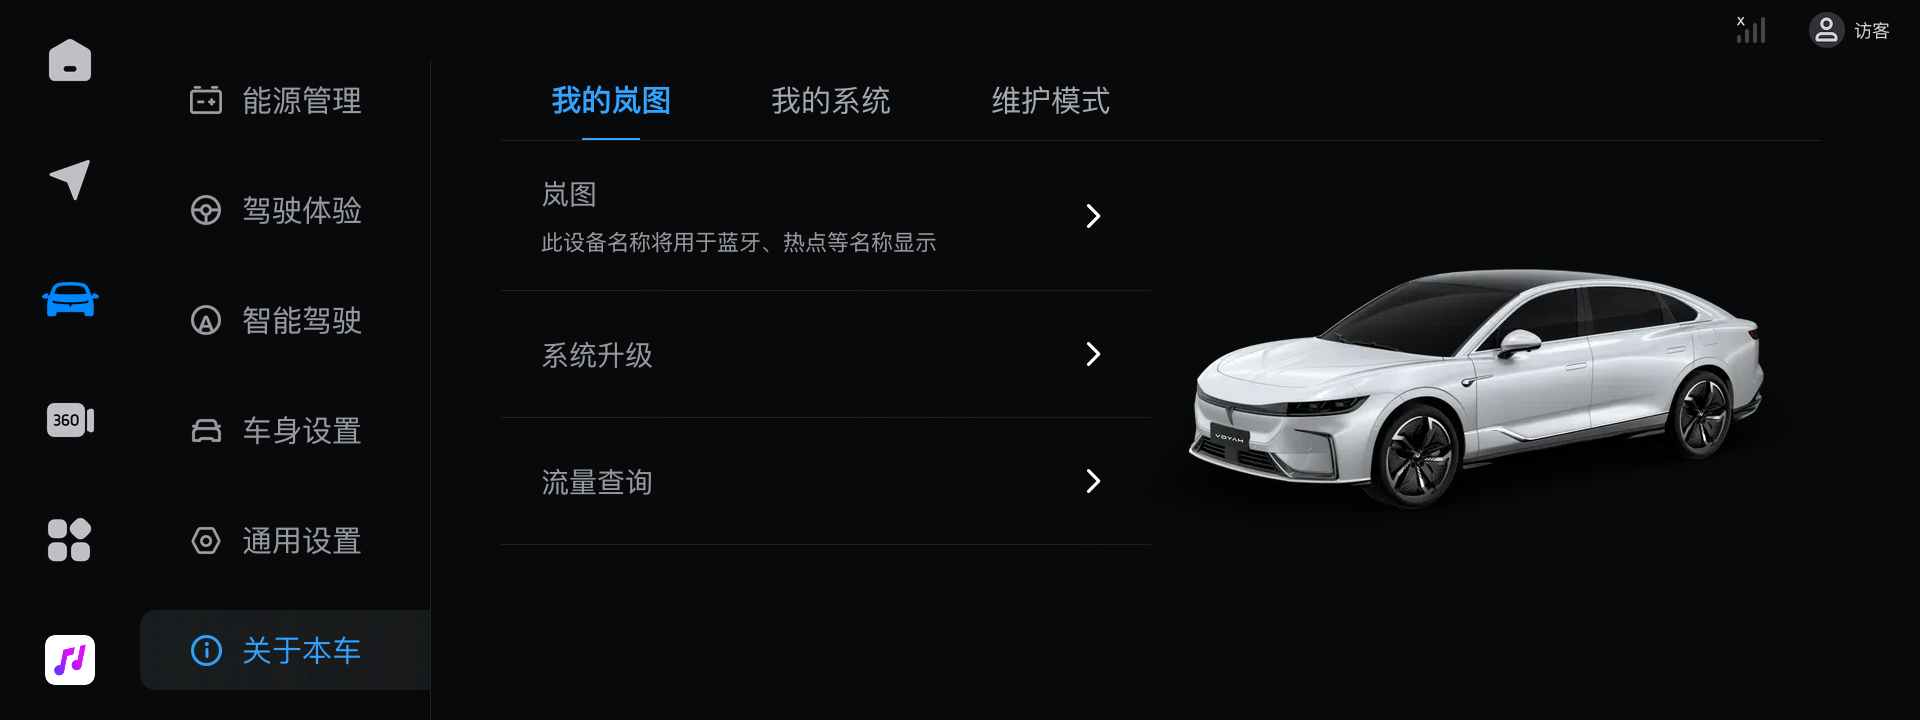 x
访客
能源管理
驾驶体验
智能驾驶
车身设置
通用设置
关于本车
360
我的岚图
我的系统
维护模式
岚图
此设备名称将用于蓝牙、热点等名称显示
系统升级
流量查询
VOYAH